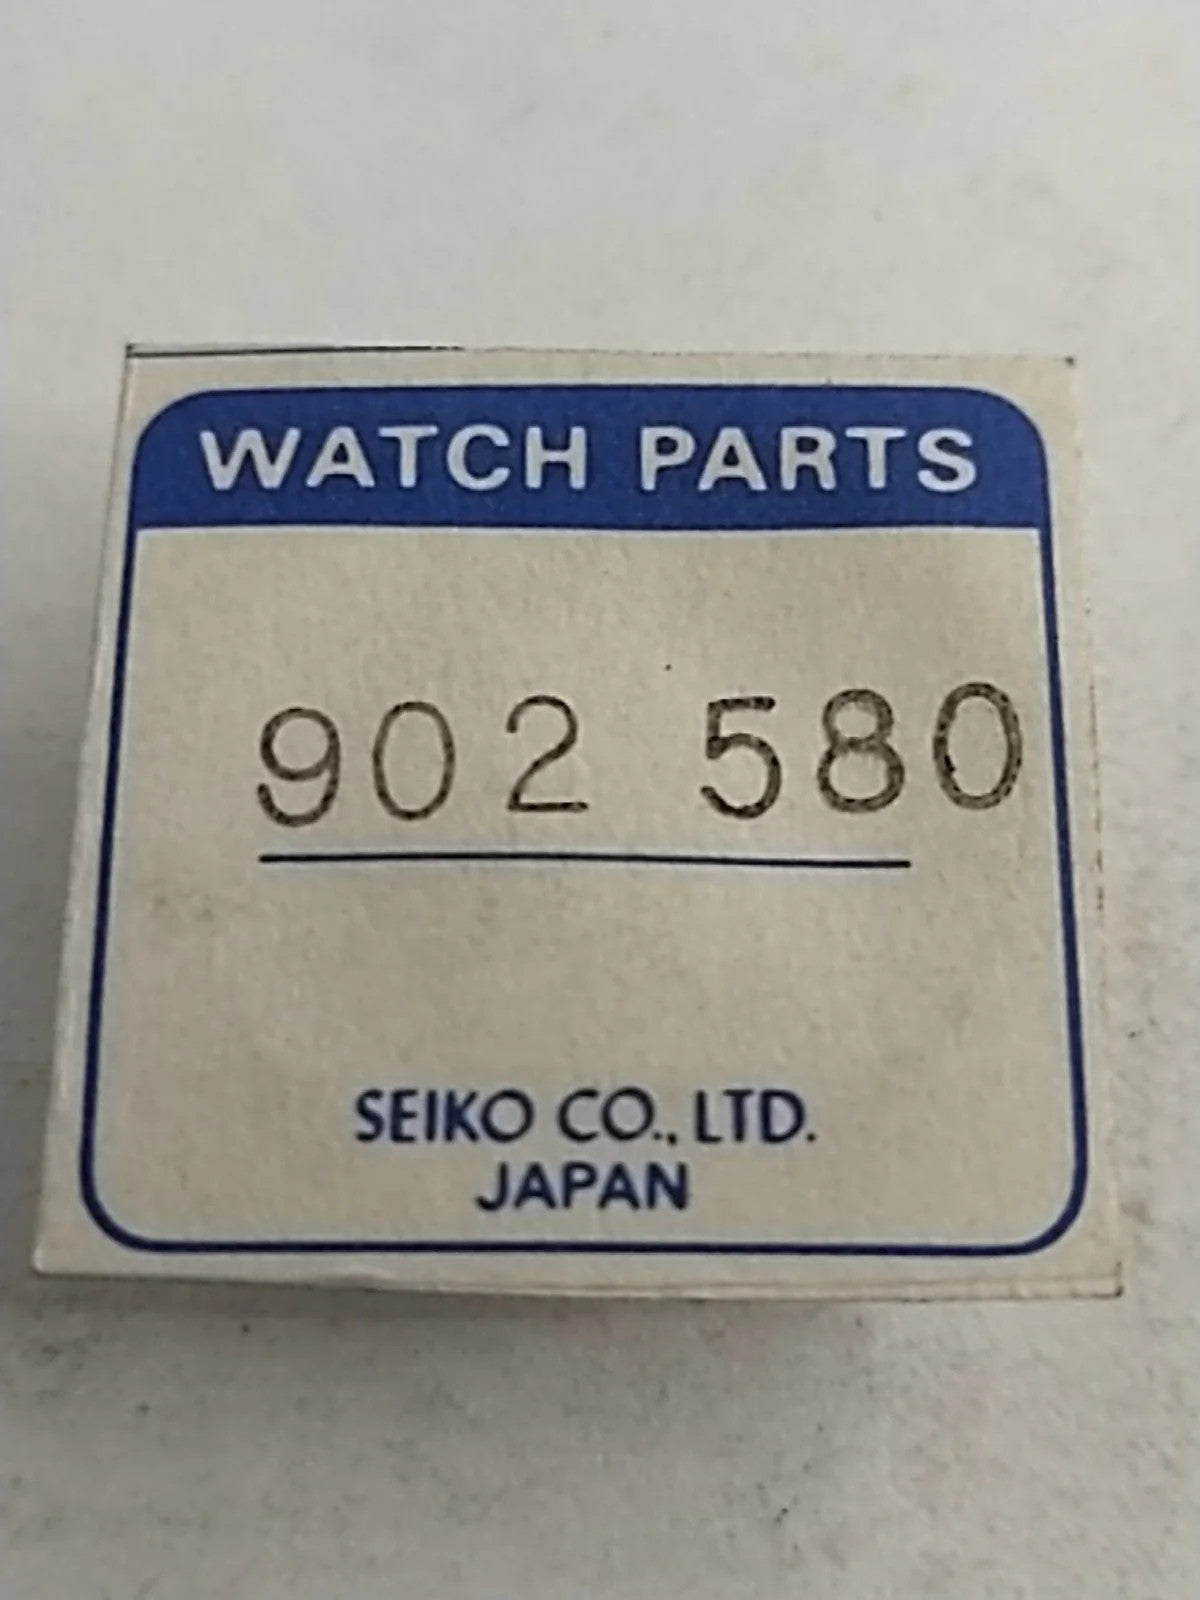 WATCH PARTS
902 580
SEIKO CO., LTD.
JAPAN